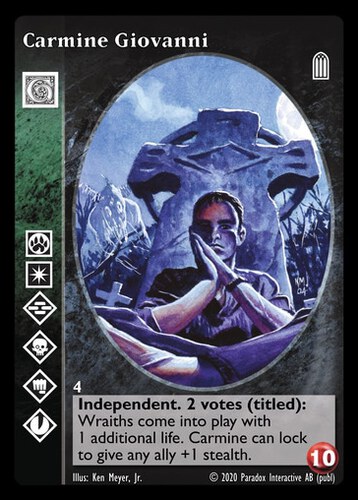 Carmine Giovanni
NM
4
Independent. 2 votes (titled):
Wraiths come into play with
1 additional life. Carmine can lock
to give any ally +1 stealth.
10
Illus: Ken Meyer, Jr.
© 2020 Paradox Interactive AB (publ)